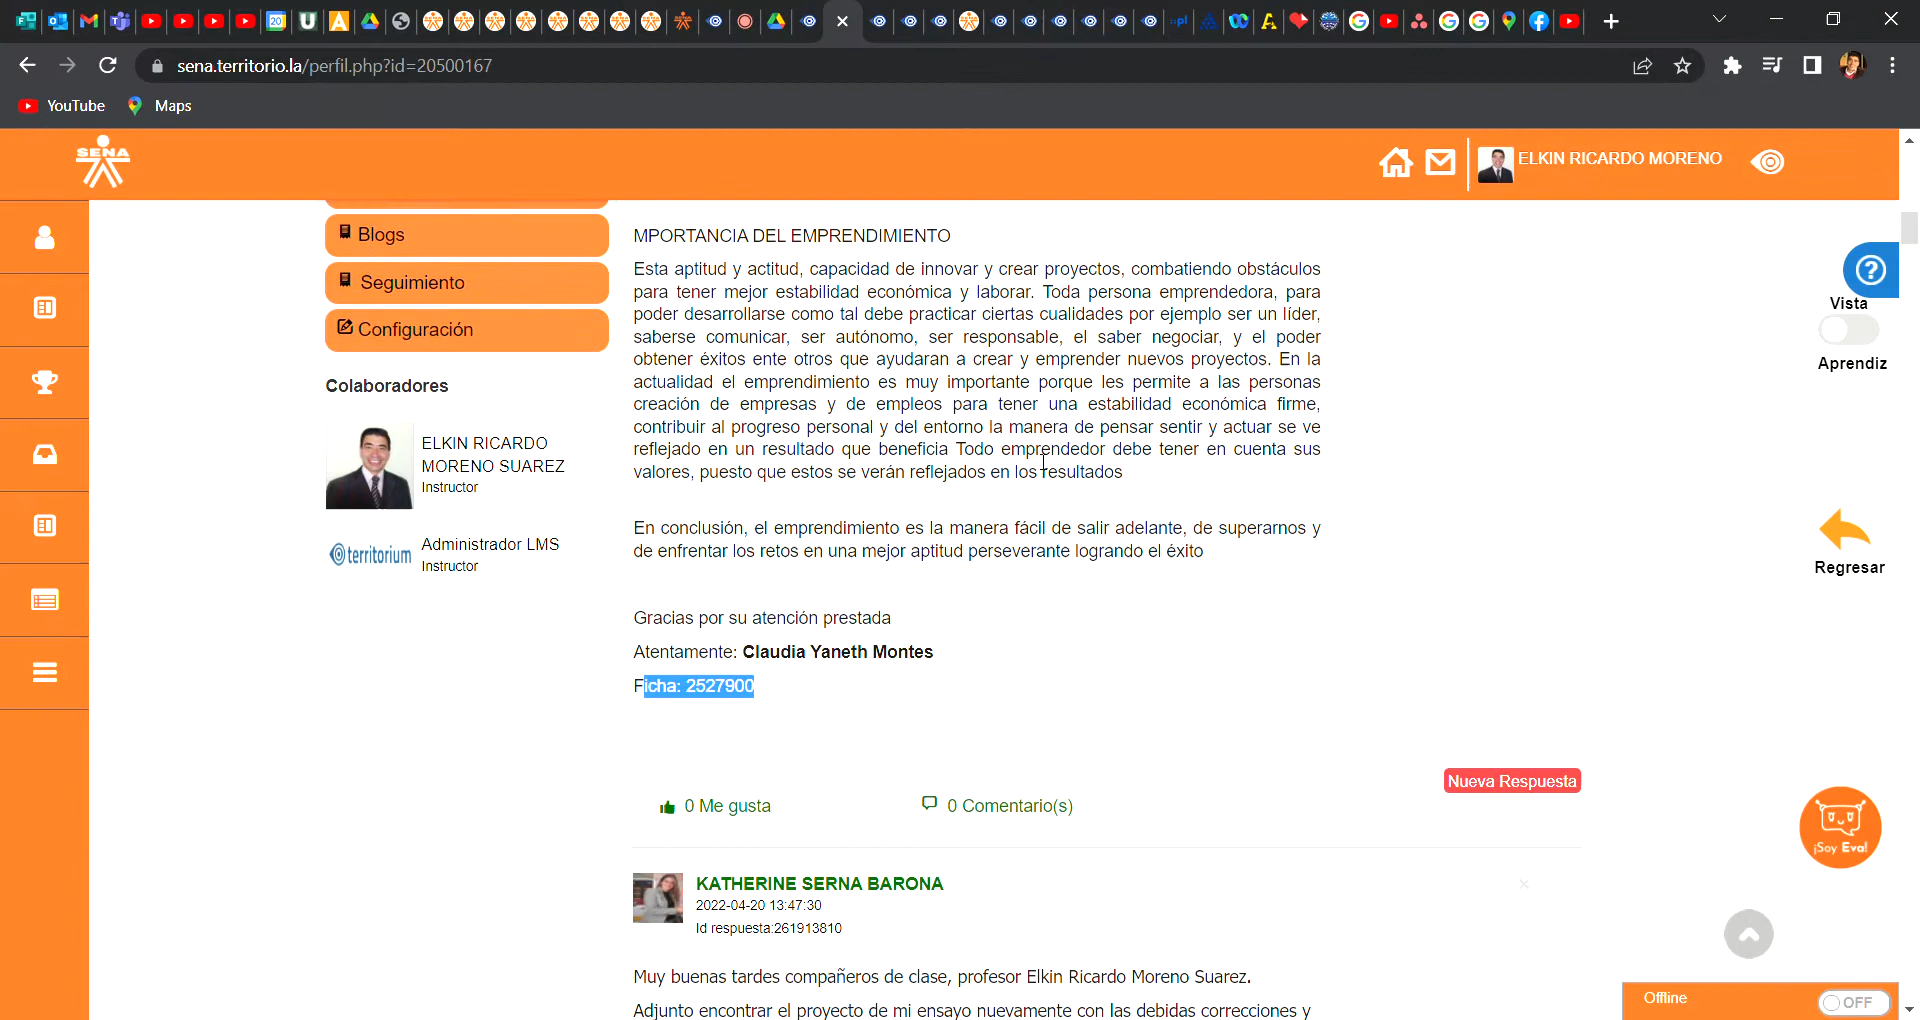 sena.territorio.la/perfil.php?id=20500167
YouTube
Maps
SENA
ELKIN RICARDO MORENO
Blogs
Seguimiento
Configuración
Colaboradores
ELKIN RICARDO
MORENO SUAREZ
Instructor
territorium
Administrador LMS
Instructor
MPORTANCIA DEL EMPRENDIMIENTO
Esta aptitud y actitud, capacidad de innovar y crear proyectos, combatiendo obstáculos
para tener mejor estabilidad económica y laborar. Toda persona emprendedora, para
poder desarrollarse como tal debe practicar ciertas cualidades por ejemplo ser un líder,
saberse comunicar, ser autónomo, ser responsable, el saber negociar, y el poder
obtener éxitos ente otros que ayudaran a crear y emprender nuevos proyectos. En la
actualidad el emprendimiento es muy importante porque les permite a las personas
creación de empresas y de empleos para tener una estabilidad económica firme,
contribuir al progreso personal y del entorno la manera de pensar sentir y actuar se ve
reflejado en un resultado que beneficia Todo emprendedor debe tener en cuenta sus
valores, puesto que estos se verán reflejados en los resultados
En conclusión, el emprendimiento es la manera fácil de salir adelante, de superarnos y
de enfrentar los retos en una mejor aptitud perseverante logrando el éxito
Gracias por su atención prestada
Atentamente: Claudia Yaneth Montes
Ficha: 2527900
Nueva Respuesta
0 Me gusta
0 Comentario(s)
KATHERINE SERNA BARONA
2022-04-20 13:47:30
Id respuesta:261913810
Muy buenas tardes compañeros de clase, profesor Elkin Ricardo Moreno Suarez.
Adjunto encontrar el proyecto de mi ensayo nuevamente con las debidas correcciones y
Vista
Aprendiz
Regresar
¡Soy Eva!
Offline
OFF